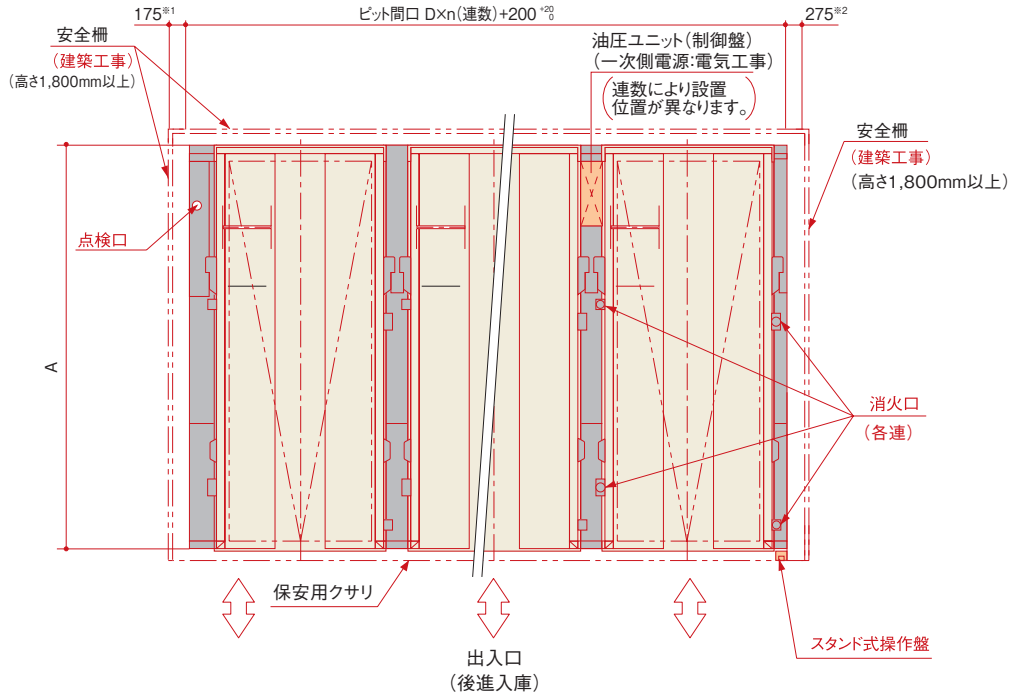 175※1
ピット間口 D×n(連数)+200 +20 0
275※2
安全柵
(建築工事)
(高さ1,800mm以上)
油圧ユニット(制御盤)
(一次側電源:電気工事)
(連数により設置
位置が異なります。)
安全柵
(建築工事)
(高さ1,800mm以上)
点検口
A
消火口
(各連)
保安用クサリ
スタンド式操作盤
出入口
(後進入庫)